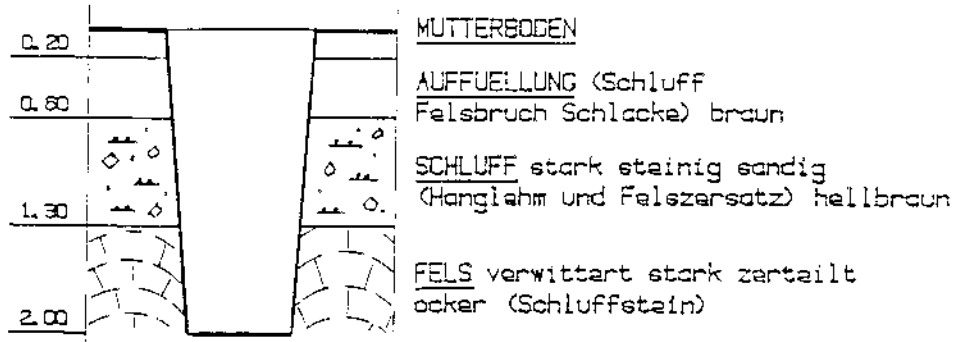 MUTTERBODEN
0.20
AUFFUELLUNG (Schluff
Felsbruch Schlacke) braun
0.60
SCHLUFF stark steinig sandig
(Hanglehm und Felszersatz) hellbraun
1.30
FELS verwittert stark zerteilt
ocker (Schluffstein)
2.00